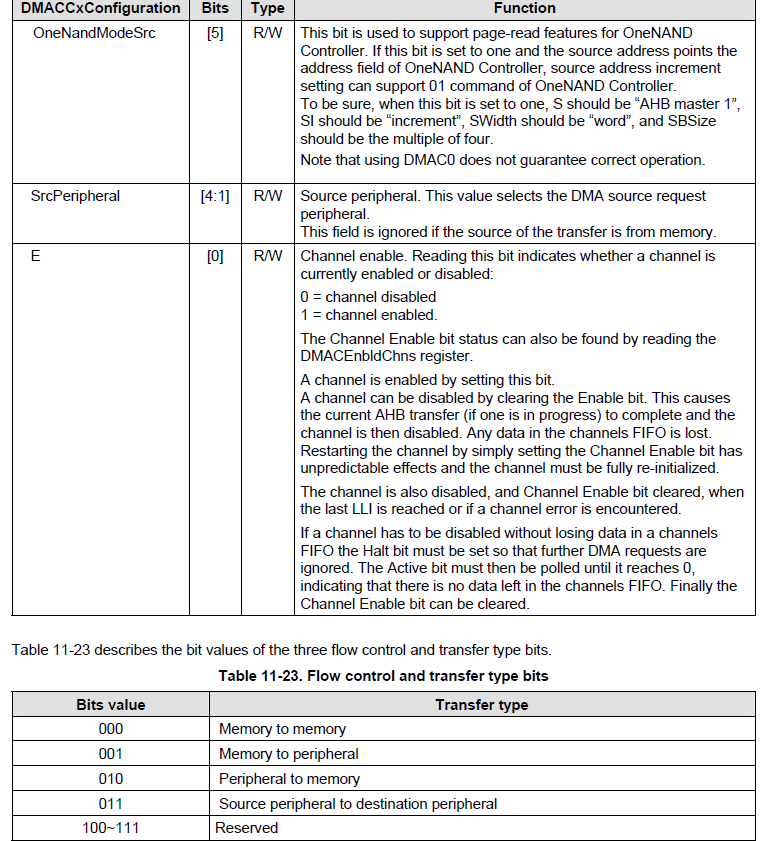 DMACCxConfiguration Bits Type Function
OneNandModeSrc [5] R/W This bit is used to support page-read features for OneNAND
Controller. If this bit is set to one and the source address points the
address field of OneNAND Controller, source address increment
setting can support 01 command of OneNAND Controller.
To be sure, when this bit is set to one, S should be “AHB master 1”,
SI should be “increment”, SWidth should be “word”, and SBSize
should be the multiple of four.
Note that using DMAC0 does not guarantee correct operation.
SrcPeripheral [4:1] R/W Source peripheral. This value selects the DMA source request
peripheral.
This field is ignored if the source of the transfer is from memory.
E [0] R/W Channel enable. Reading this bit indicates whether a channel is
currently enabled or disabled:
0 = channel disabled
1 = channel enabled.
The Channel Enable bit status can also be found by reading the
DMACEnbldChns register.
A channel is enabled by setting this bit.
A channel can be disabled by clearing the Enable bit. This causes
the current AHB transfer (if one is in progress) to complete and the
channel is then disabled. Any data in the channels FIFO is lost.
Restarting the channel by simply setting the Channel Enable bit has
unpredictable effects and the channel must be fully re-initialized.
The channel is also disabled, and Channel Enable bit cleared, when
the last LLI is reached or if a channel error is encountered.
If a channel has to be disabled without losing data in a channels
FIFO the Halt bit must be set so that further DMA requests are
ignored. The Active bit must then be polled until it reaches 0,
indicating that there is no data left in the channels FIFO. Finally the
Channel Enable bit can be cleared.
Table 11-23 describes the bit values of the three flow control and transfer type bits.
Table 11-23. Flow control and transfer type bits
Bits value Transfer type
000 Memory to memory
001 Memory to peripheral
010 Peripheral to memory
011 Source peripheral to destination peripheral
100~111 Reserved